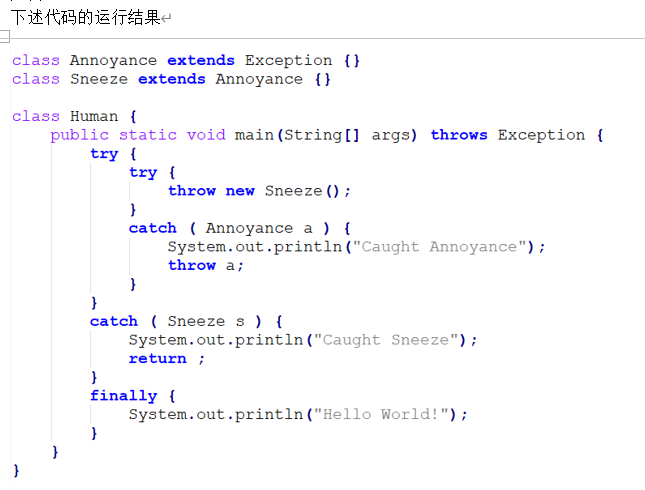 下述代码的运行结果
class Annoyance extends Exception {}
class Sneeze extends Annoyance {}
class Human {
    public static void main(String[] args) throws Exception {
        try {
            try {
                throw new Sneeze();
            }
            catch ( Annoyance a ) {
                System.out.println("Caught Annoyance");
                throw a;
            }
        }
        catch ( Sneeze s ) {
            System.out.println("Caught Sneeze");
            return ;
        }
        finally {
            System.out.println("Hello World!");
        }
    }
}